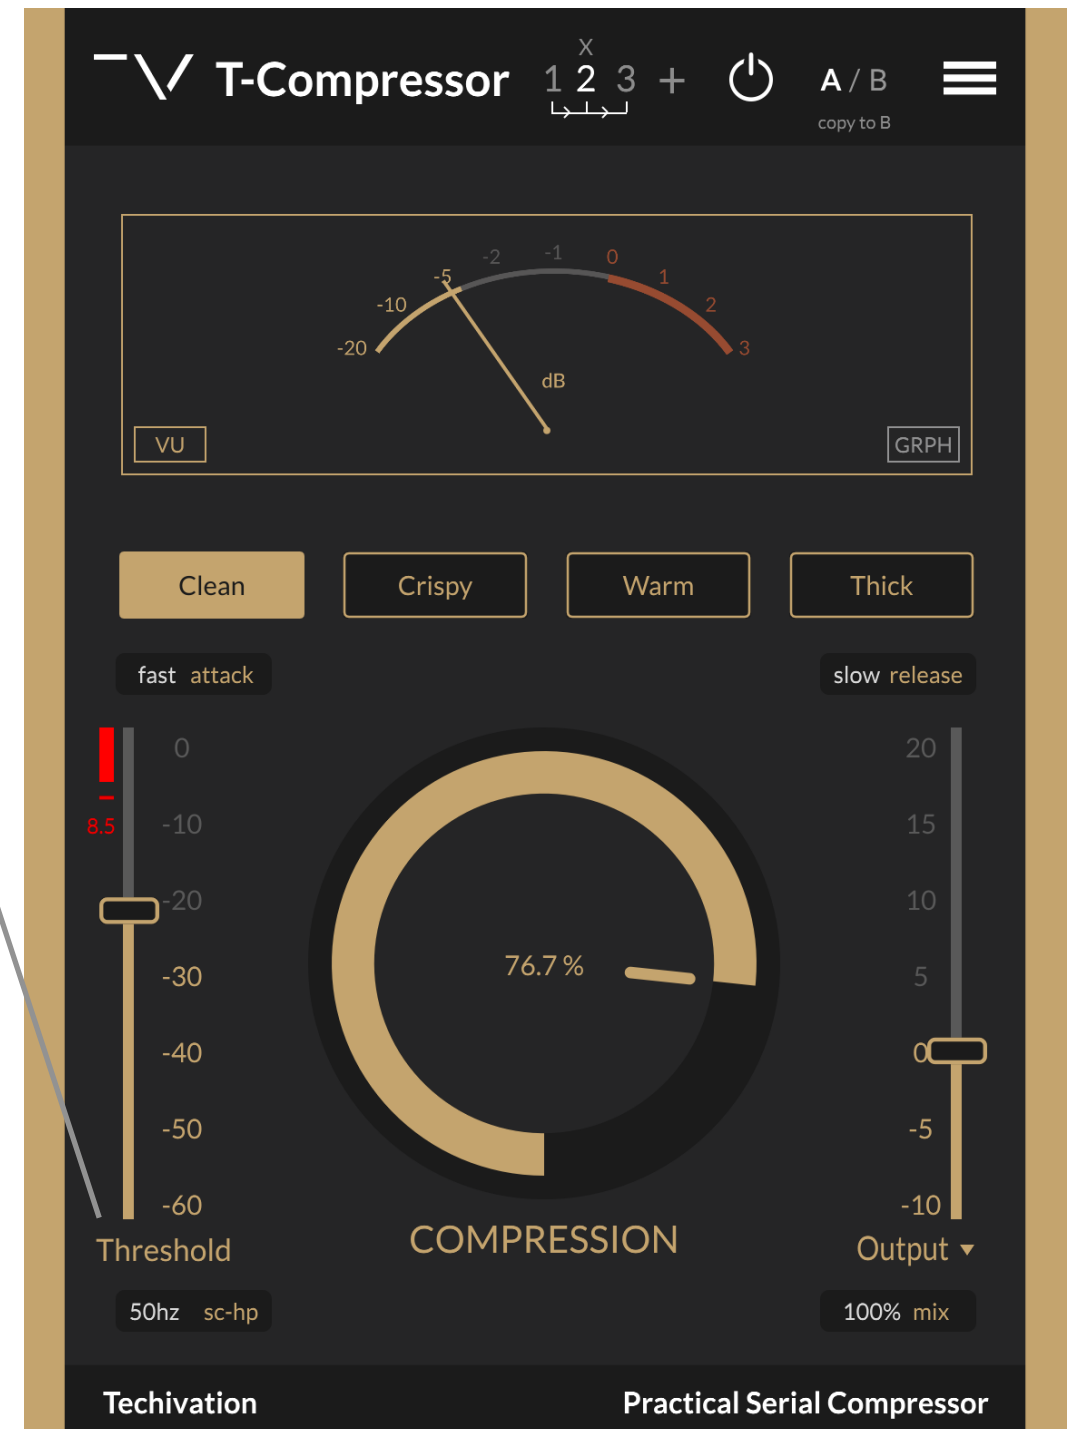 T-Compressor
X
1 2 3 +
A / B
copy to B
-20 -10 -5 -2 -1 0 1 2 3
dB
VU
GRPH
Clean
Crispy
Warm
Thick
fast attack
slow release
8.5
0
-10
-20
-30
-40
-50
-60
Threshold
76.7 %
COMPRESSION
20
15
10
5
0
-5
-10
Output
50hz sc-hp
100% mix
Techivation
Practical Serial Compressor